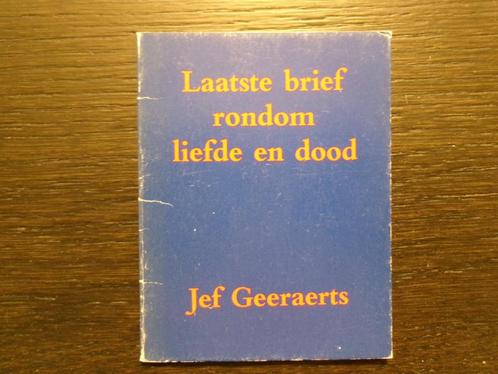 Laatste brief
rondom
liefde en dood
Jef Geeraerts